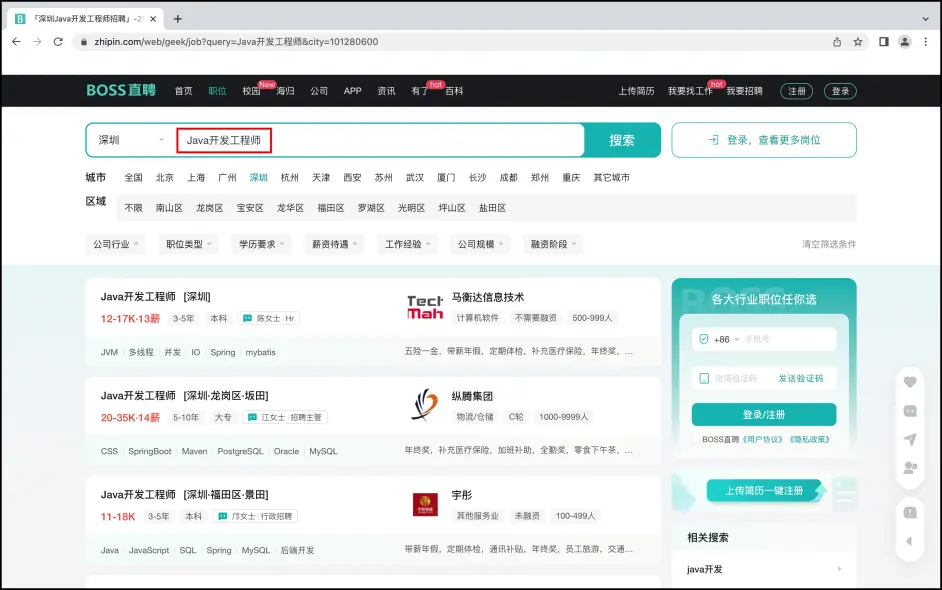 「深圳Java开发工程师招聘」-2
zhipin.com/web/geek/job?query=Java开发工程师&city=101280600
BOSS直聘 首页 职位 校园 New 海归 公司 APP 资讯 有了 hot 百科 上传简历 我要找工作 hot 我要招聘 注册 登录
深圳 Java开发工程师 搜索 登录，查看更多岗位
城市 全国 北京 上海 广州 深圳 杭州 天津 西安 苏州 武汉 厦门 长沙 成都 郑州 重庆 其它城市
区域 不限 南山区 龙岗区 宝安区 龙华区 福田区 罗湖区 光明区 坪山区 盐田区
公司行业 职位类型 学历要求 薪资待遇 工作经验 公司规模 融资阶段 清空筛选条件
Java开发工程师 [深圳]
12-17K·13薪 3-5年 本科 陈女士 Hr
JVM 多线程 并发 IO Spring mybatis
Tech Mah
马衡达信息技术
计算机软件 不需要融资 500-999人
五险一金、带薪年假，定期体检，补充医疗保险，年终奖，...
Java开发工程师 [深圳·龙岗区·坂田]
20-35K·14薪 5-10年 大专 江女士 招聘主管
CSS SpringBoot Maven PostgreSQL Oracle MySQL
纵腾集团
物流/仓储 C轮 1000-9999人
年终奖，补充医疗保险，加班补助，全勤奖，零食下午茶，...
Java开发工程师 [深圳·福田区·景田]
11-18K 3-5年 本科 邝女士 行政招聘
Java JavaScript SQL Spring MySQL 后端开发
宇彤
其他服务业 未融资 100-499人
带薪年假，定期体检，通讯补贴，年终奖，员工旅游，交通...
各大行业职位任你选
+86 手机号
短信验证码 发送验证码
登录/注册
BOSS直聘《用户协议》《隐私政策》
上传简历一键注册
相关搜索
java开发